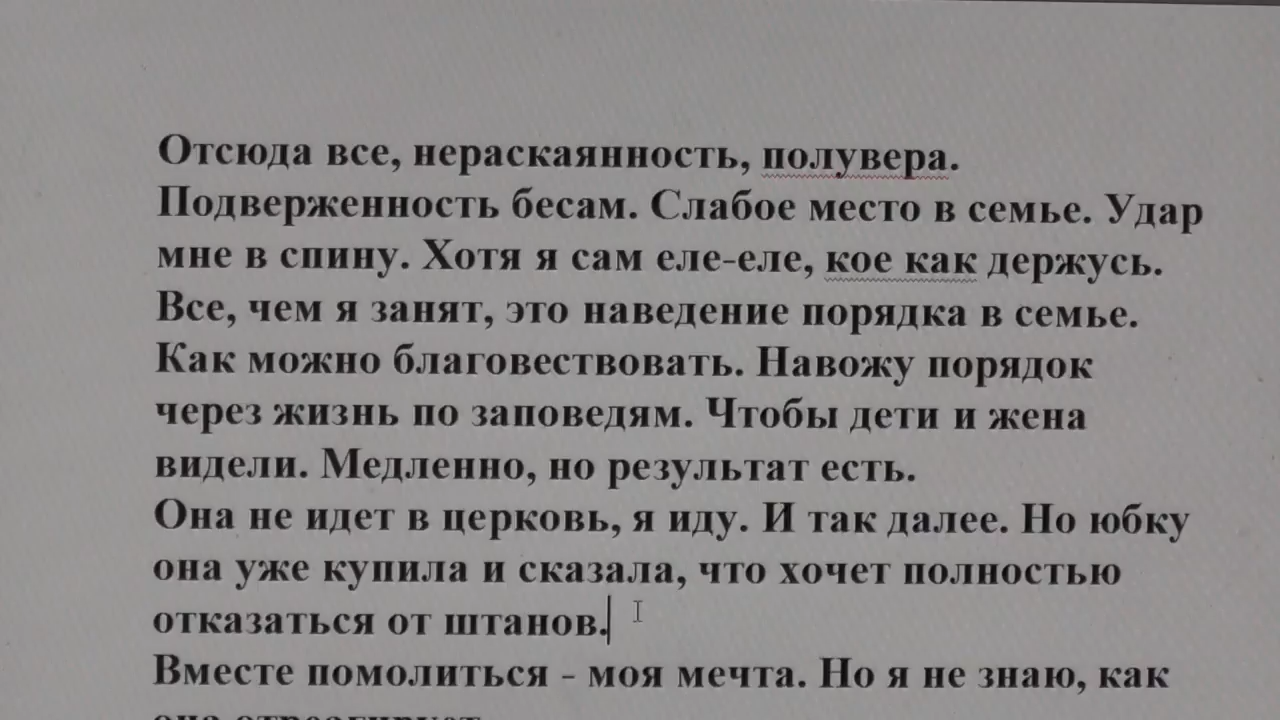 Отсюда все, нераскаянность, полувера.
Подверженность бесам. Слабое место в семье. Удар
мне в спину. Хотя я сам еле-еле, кое как держусь.
Все, чем я занят, это наведение порядка в семье.
Как можно благовествовать. Навожу порядок
через жизнь по заповедям. Чтобы дети и жена
видели. Медленно, но результат есть.
Она не идет в церковь, я иду. И так далее. Но юбку
она уже купила и сказала, что хочет полностью
отказаться от штанов.
Вместе помолиться - моя мечта. Но я не знаю, как